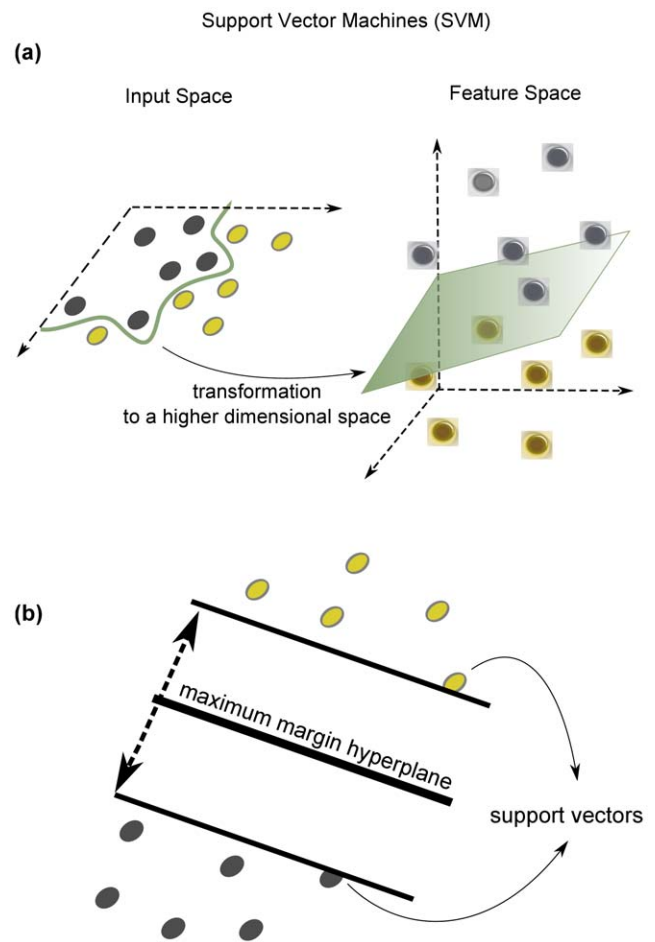 Support Vector Machines (SVM)
(a)
Input Space
Feature Space
transformation
to a higher dimensional space
(b)
maximum margin hyperplane
support vectors